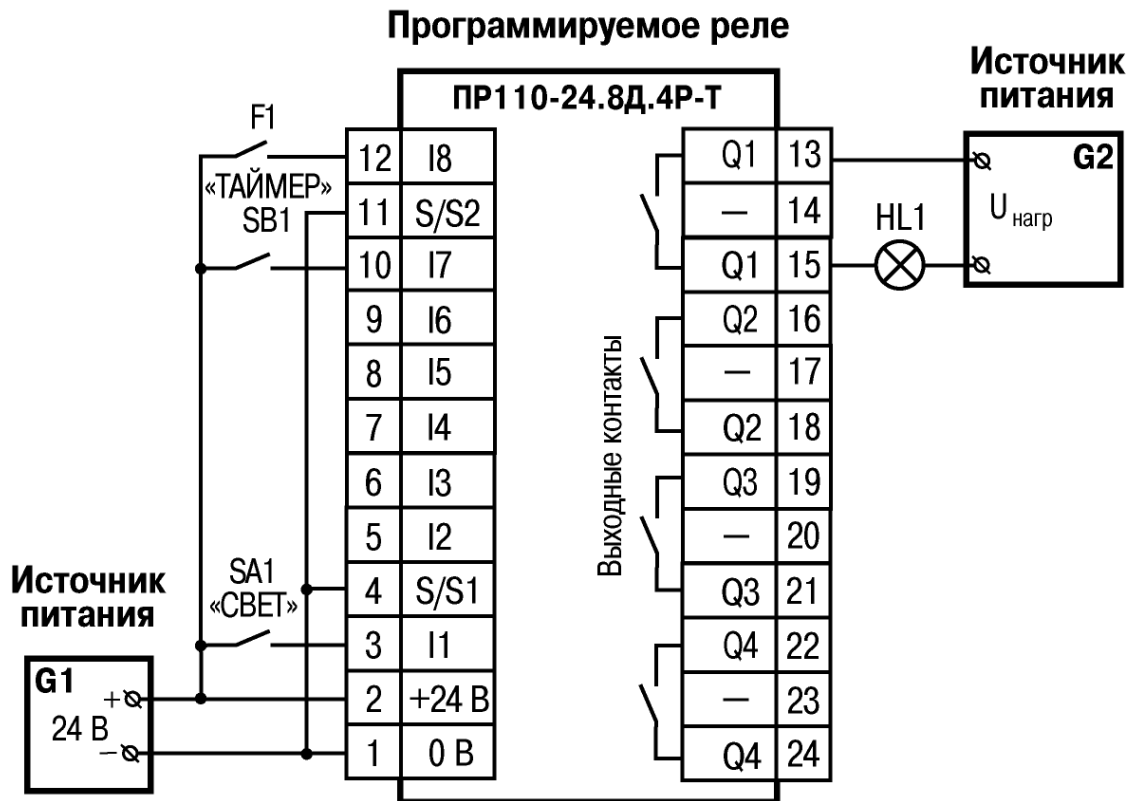 Программируемое реле
Источник
питания
ПР110-24.8Д.4Р-Т
F1
«ТАЙМЕР»
SB1
12 I8
11 S/S2
10 I7
9 I6
8 I5
7 I4
6 I3
5 I2
4 S/S1
3 I1
2 +24 В
1 0 В
SA1
«СВЕТ»
Источник
питания
G1
+
24 В
–
Выходные контакты
Q1 13
— 14
Q1 15
Q2 16
— 17
Q2 18
Q3 19
— 20
Q3 21
Q4 22
— 23
Q4 24
HL1
G2
U нагр